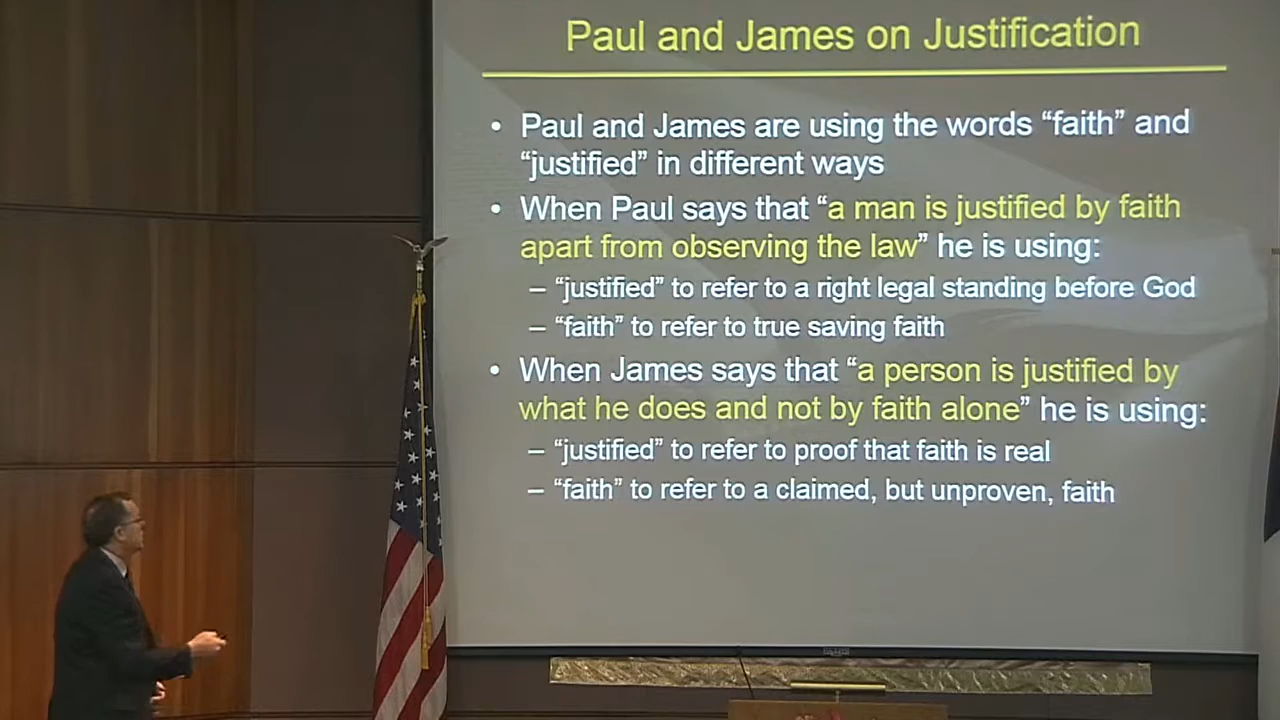 Paul and James on Justification
• Paul and James are using the words “faith” and
“justified” in different ways
• When Paul says that “a man is justified by faith
apart from observing the law” he is using:
– “justified” to refer to a right legal standing before God
– “faith” to refer to true saving faith
• When James says that “a person is justified by
what he does and not by faith alone” he is using:
– “justified” to refer to proof that faith is real
– “faith” to refer to a claimed, but unproven, faith